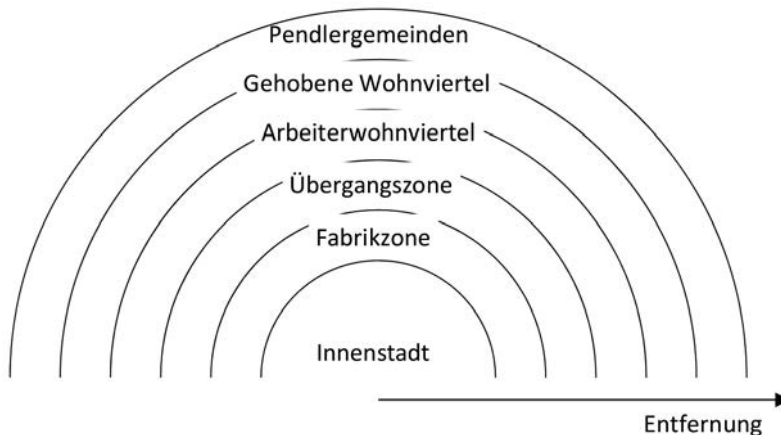 Pendlergemeinden
Gehobene Wohnviertel
Arbeiterwohnviertel
Übergangszone
Fabrikzone
Innenstadt
Entfernung